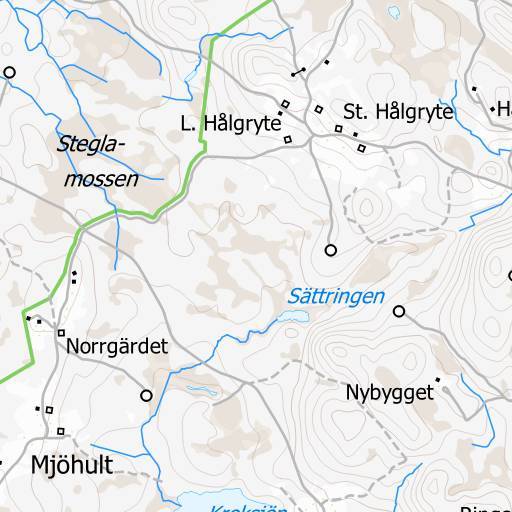 L. Hålgryte
St. Hålgryte
Stegla-
mossen
Sättringen
Norrgärdet
Nybygget
Mjöhult